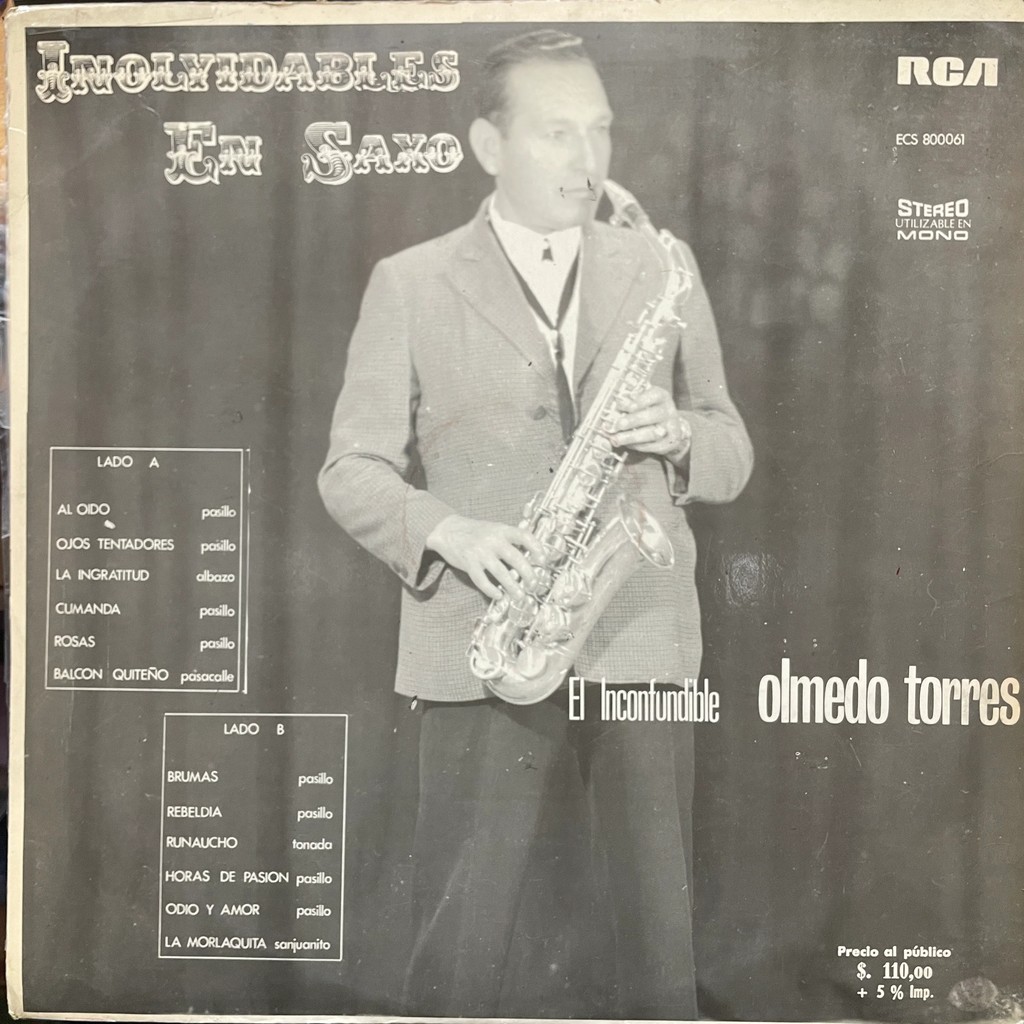 INOLVIDABLES
EN SAXO
RCA
ECS 800061
STEREO
UTILIZABLE EN
MONO
LADO A
AL OIDO pasillo
OJOS TENTADORES pasillo
LA INGRATITUD albazo
CUMANDA pasillo
ROSAS pasillo
BALCON QUITEÑO pasacalle
El Inconfundible olmedo torres
LADO B
BRUMAS pasillo
REBELDIA pasillo
RUNAUCHO tonada
HORAS DE PASION pasillo
ODIO Y AMOR pasillo
LA MORLAQUITA sanjuanito
Precio al público
$. 110,00
+ 5 % Imp.